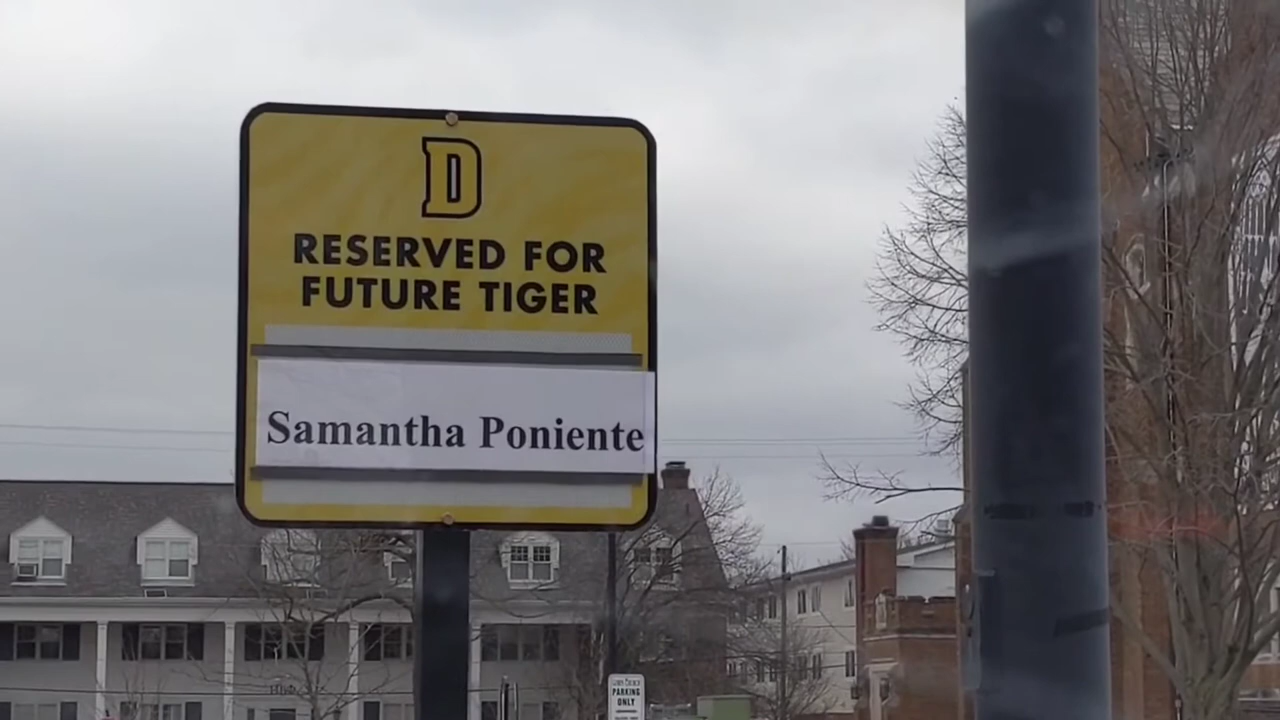 D
RESERVED FOR
FUTURE TIGER
Samantha Poniente
PARKING
ONLY